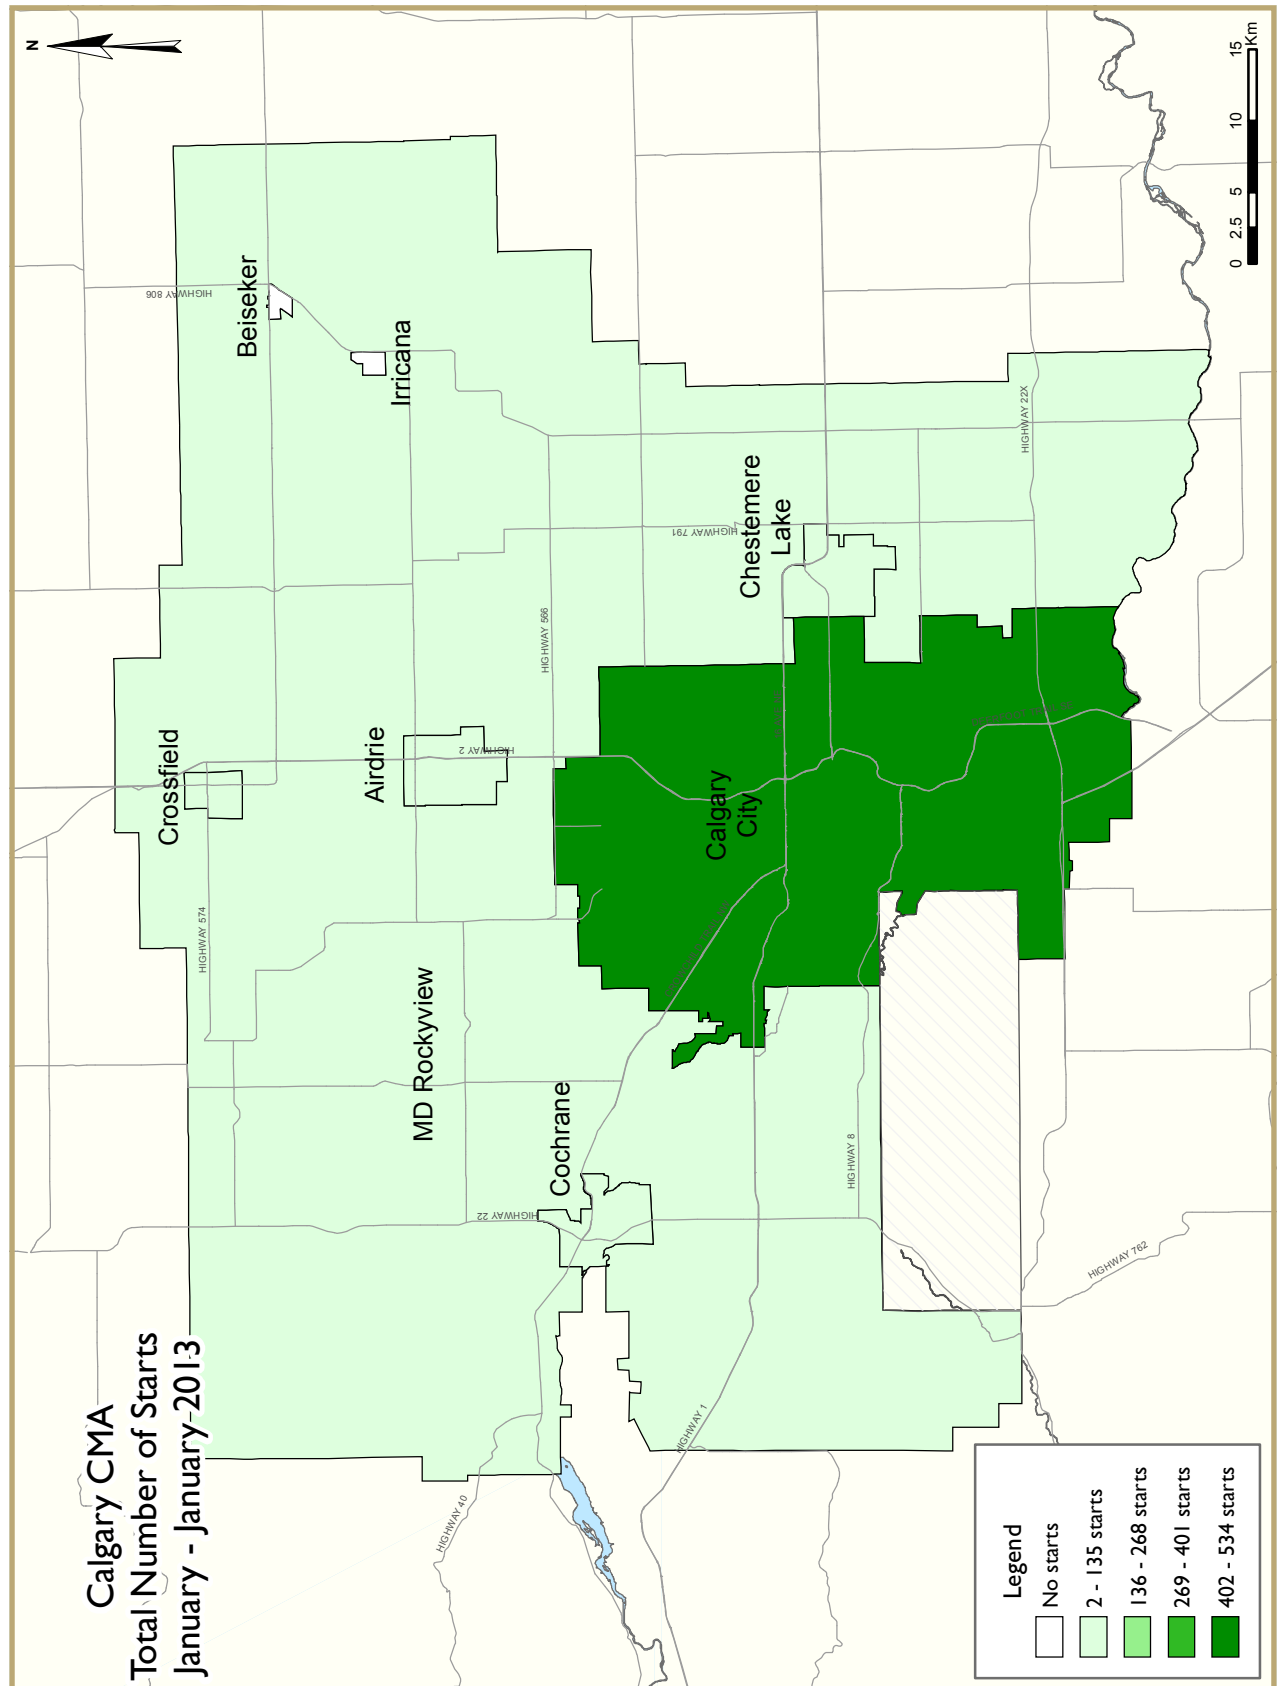 Calgary CMA
Total Number of Starts
January - January 2013
N
Crossfield
Beiseker
Irricana
Airdrie
MD Rockyview
Cochrane
Calgary
City
Chestemere
Lake
HIGHWAY 574
HIGHWAY 806
HIGHWAY 2
HIGHWAY 566
HIGHWAY 791
HIGHWAY 22
HIGHWAY 40
HIGHWAY 1
HIGHWAY 8
HIGHWAY 22X
HIGHWAY 762
Legend
No starts
2 - 135 starts
136 - 268 starts
269 - 401 starts
402 - 534 starts
0 2.5 5 10 15
Km